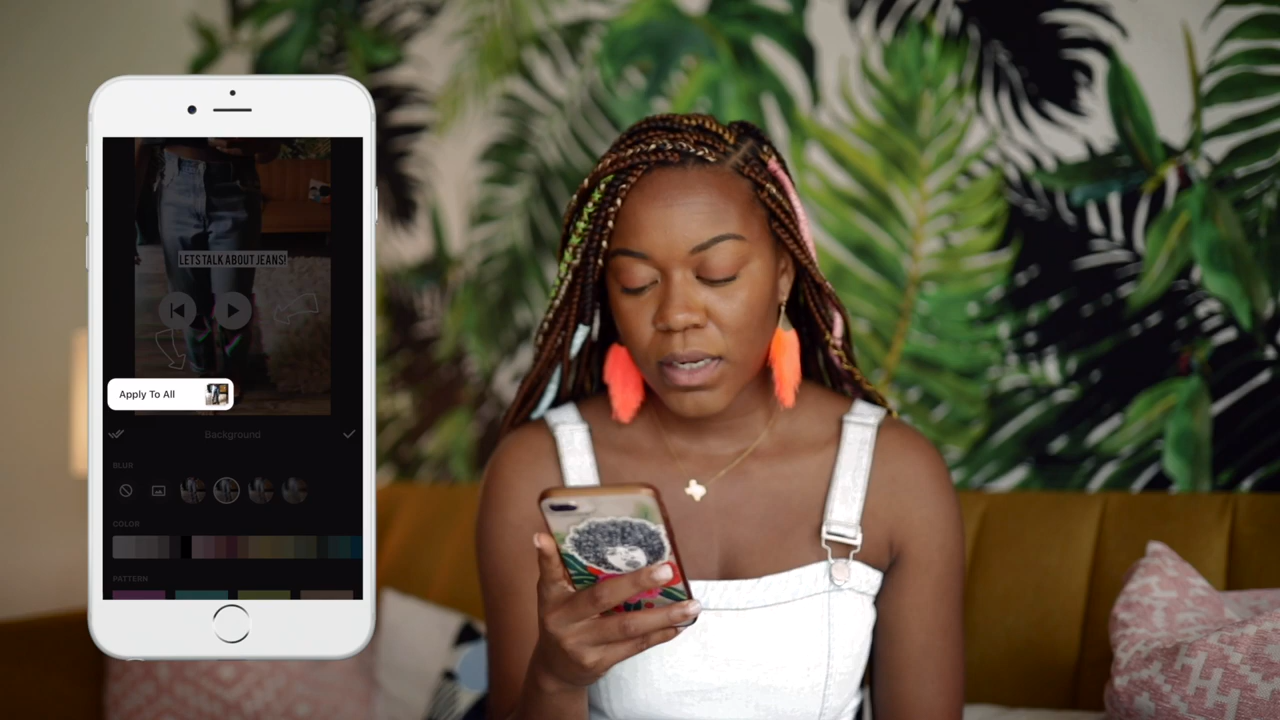 LETS TALK ABOUT JEANS!
Apply To All
Background
BLUR
COLOR
PATTERN